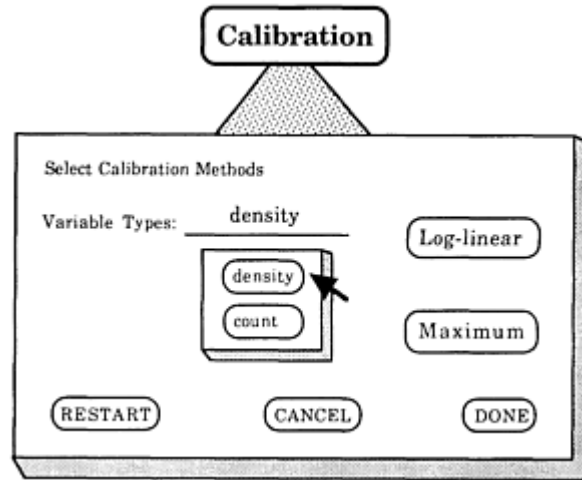 Calibration
Select Calibration Methods
Variable Types: density
Log-linear
density
count
Maximum
RESTART
CANCEL
DONE